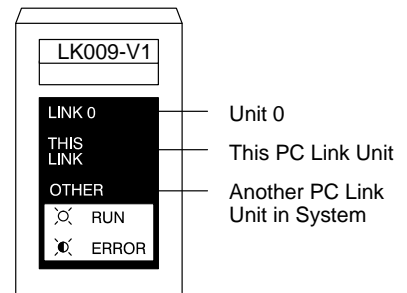 LK009-V1
LINK 0
THIS
LINK
OTHER
RUN
ERROR
Unit 0
This PC Link Unit
Another PC Link
Unit in System